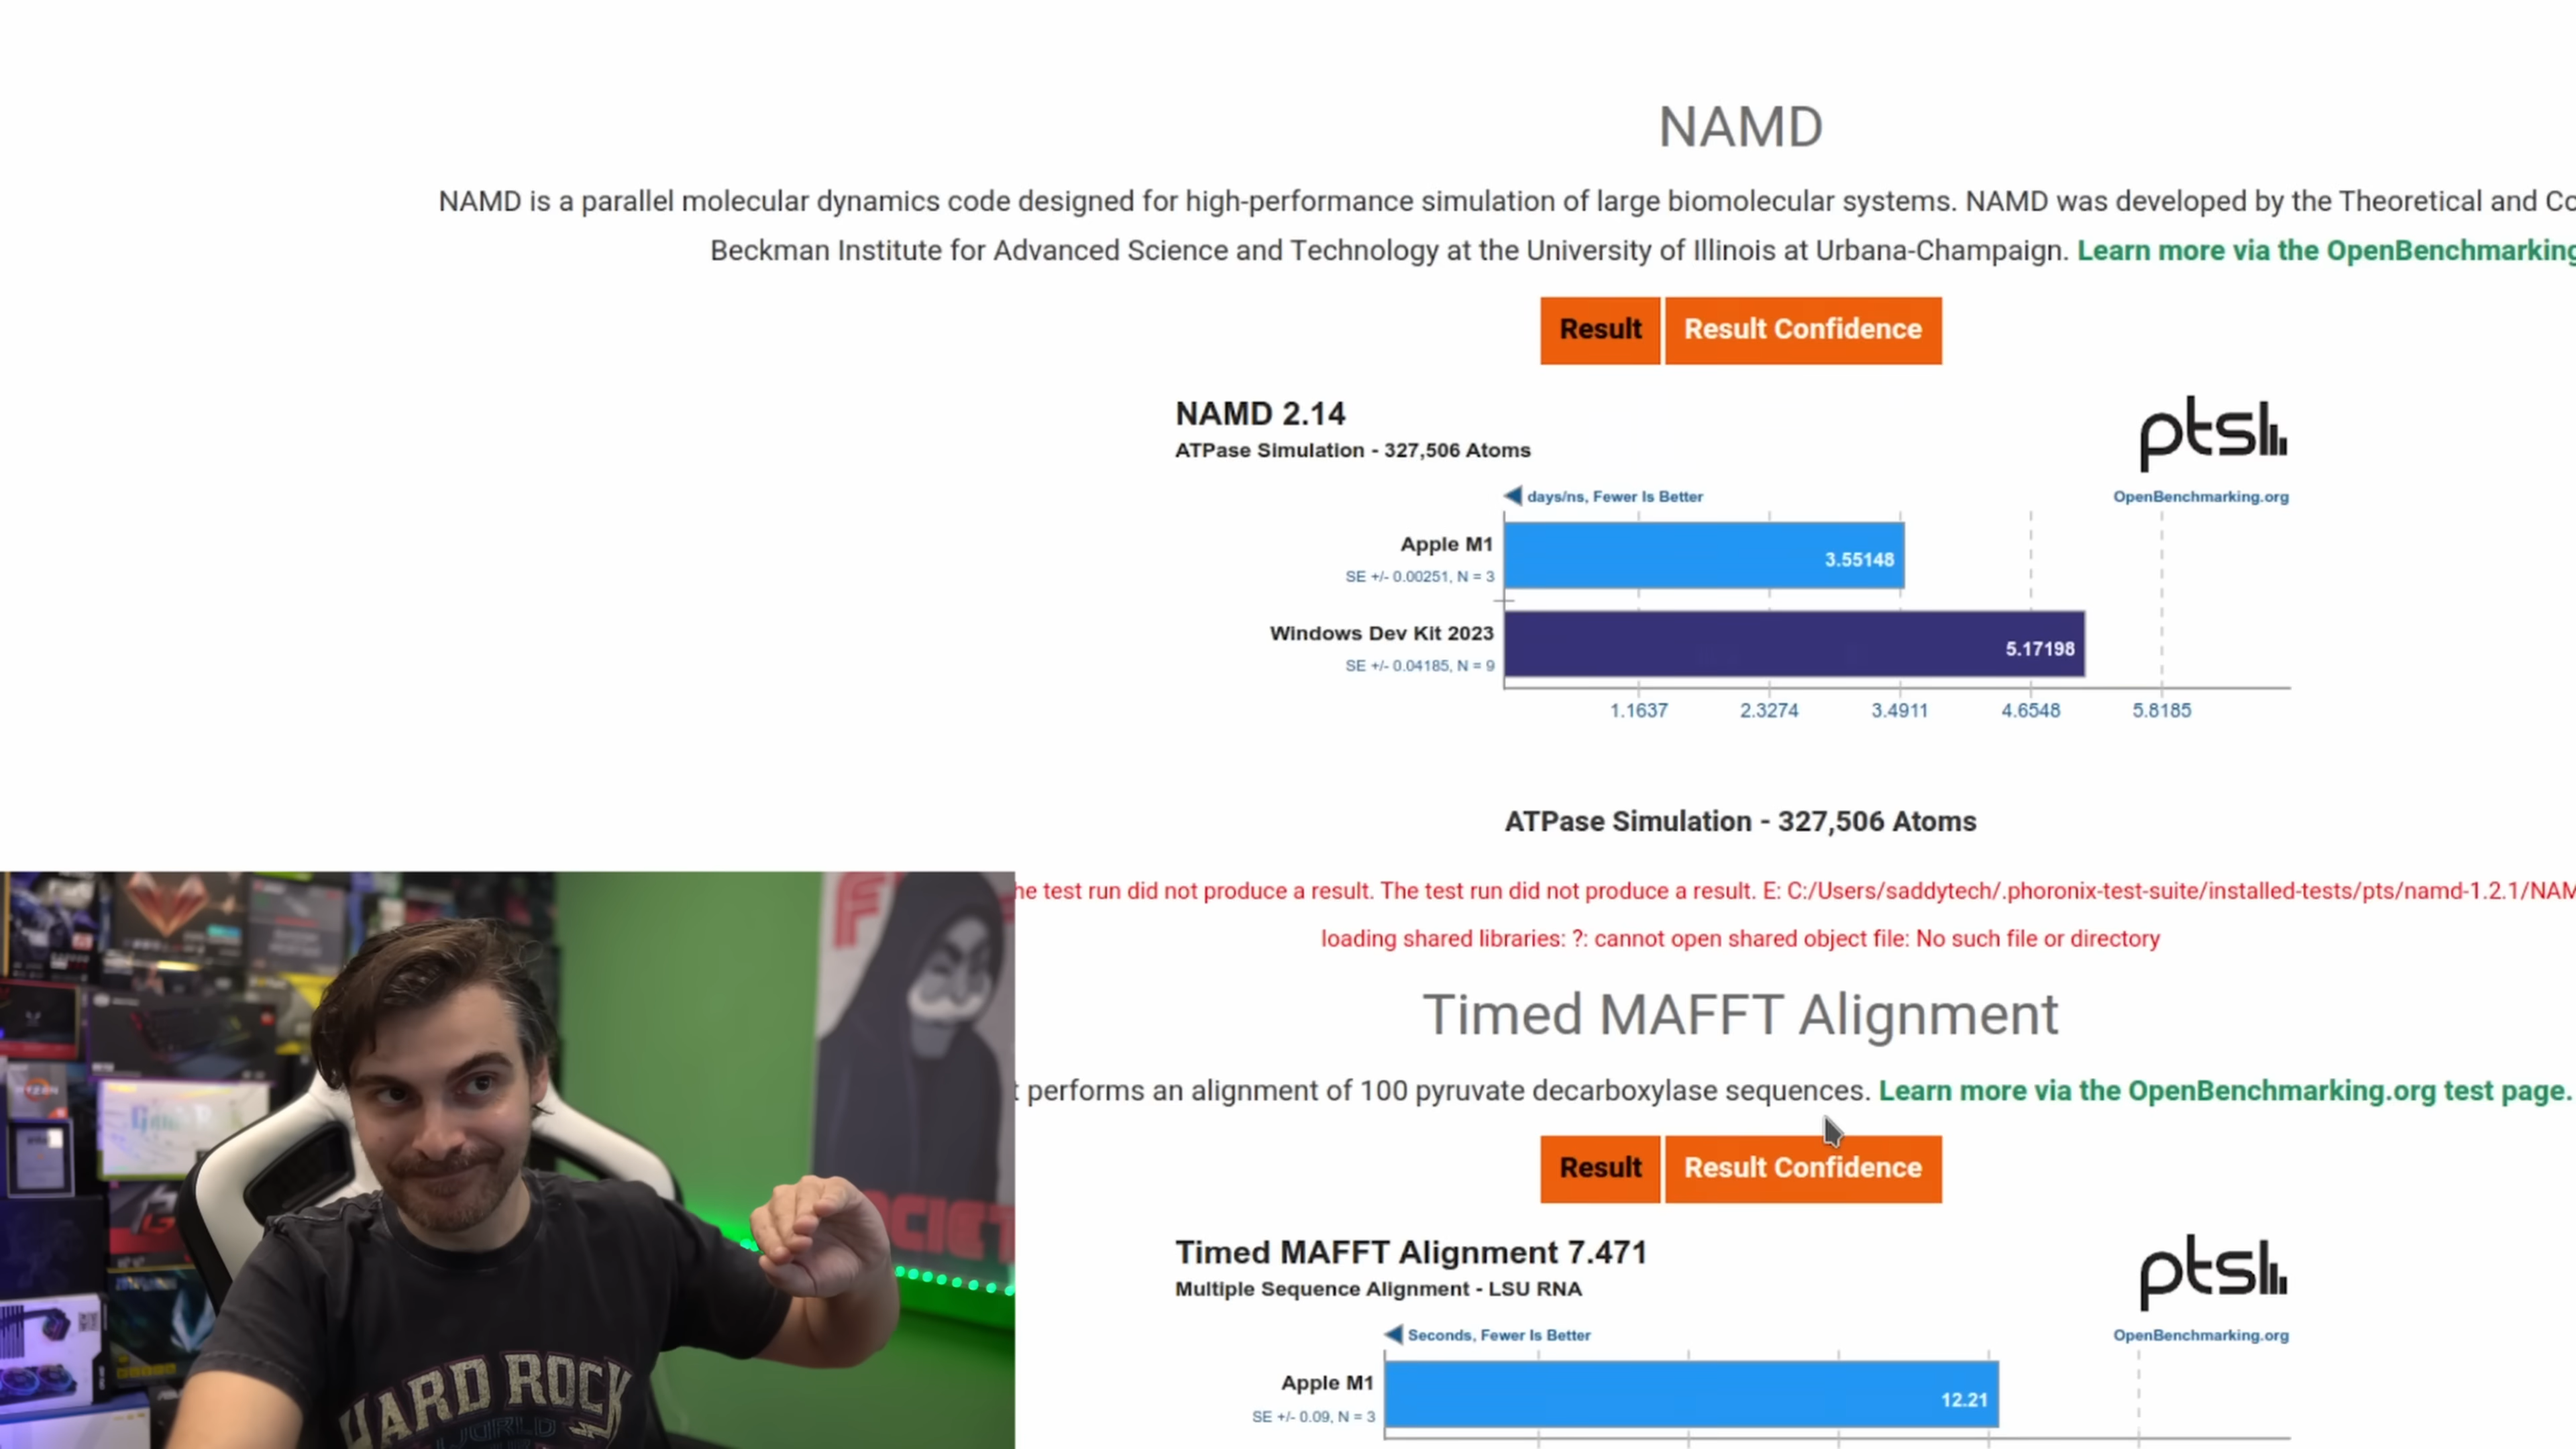 NAMD
NAMD is a parallel molecular dynamics code designed for high-performance simulation of large biomolecular systems. NAMD was developed by the Theoretical and Co
Beckman Institute for Advanced Science and Technology at the University of Illinois at Urbana-Champaign. Learn more via the OpenBenchmarking
Result Result Confidence
NAMD 2.14
ATPase Simulation - 327,506 Atoms
ptsl
days/ns, Fewer Is Better
OpenBenchmarking.org
Apple M1
SE +/- 0.00251, N = 3
3.55148
Windows Dev Kit 2023
SE +/- 0.04185, N = 9
5.17198
1.1637 2.3274 3.4911 4.6548 5.8185
ATPase Simulation - 327,506 Atoms
he test run did not produce a result. The test run did not produce a result. E: C:/Users/saddytech/.phoronix-test-suite/installed-tests/pts/namd-1.2.1/NAM
loading shared libraries: ?: cannot open shared object file: No such file or directory
Timed MAFFT Alignment
t performs an alignment of 100 pyruvate decarboxylase sequences. Learn more via the OpenBenchmarking.org test page.
Result Result Confidence
Timed MAFFT Alignment 7.471
Multiple Sequence Alignment - LSU RNA
ptsl
Seconds, Fewer Is Better
OpenBenchmarking.org
Apple M1
SE +/- 0.09, N = 3
12.21
RYZEN
F
OCIET
HARD ROCK
WORLD